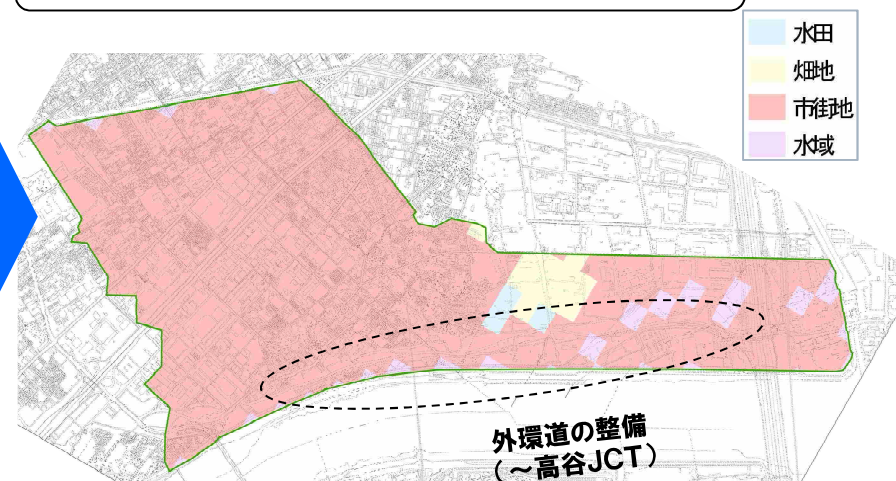 水田
畑地
市街地
水域
外環道の整備
（～高谷JCT）